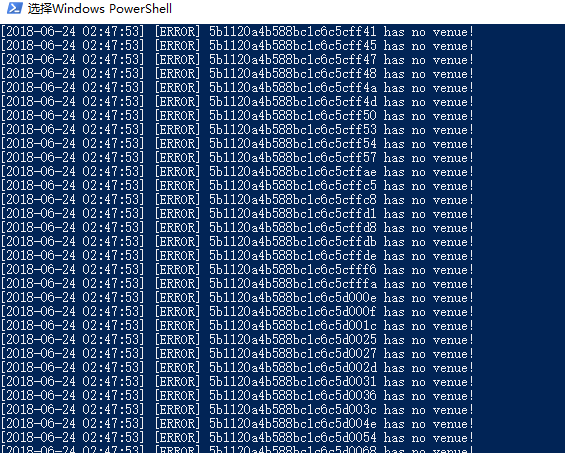 选择Windows PowerShell
[2018-06-24 02:47:53] [ERROR] 5b1120a4b588bc1c6c5cff41 has no venue!
[2018-06-24 02:47:53] [ERROR] 5b1120a4b588bc1c6c5cff45 has no venue!
[2018-06-24 02:47:53] [ERROR] 5b1120a4b588bc1c6c5cff47 has no venue!
[2018-06-24 02:47:53] [ERROR] 5b1120a4b588bc1c6c5cff48 has no venue!
[2018-06-24 02:47:53] [ERROR] 5b1120a4b588bc1c6c5cff4a has no venue!
[2018-06-24 02:47:53] [ERROR] 5b1120a4b588bc1c6c5cff4d has no venue!
[2018-06-24 02:47:53] [ERROR] 5b1120a4b588bc1c6c5cff50 has no venue!
[2018-06-24 02:47:53] [ERROR] 5b1120a4b588bc1c6c5cff53 has no venue!
[2018-06-24 02:47:53] [ERROR] 5b1120a4b588bc1c6c5cff54 has no venue!
[2018-06-24 02:47:53] [ERROR] 5b1120a4b588bc1c6c5cff57 has no venue!
[2018-06-24 02:47:53] [ERROR] 5b1120a4b588bc1c6c5cffae has no venue!
[2018-06-24 02:47:53] [ERROR] 5b1120a4b588bc1c6c5cffc5 has no venue!
[2018-06-24 02:47:53] [ERROR] 5b1120a4b588bc1c6c5cffc8 has no venue!
[2018-06-24 02:47:53] [ERROR] 5b1120a4b588bc1c6c5cffd1 has no venue!
[2018-06-24 02:47:53] [ERROR] 5b1120a4b588bc1c6c5cffd8 has no venue!
[2018-06-24 02:47:53] [ERROR] 5b1120a4b588bc1c6c5cffdb has no venue!
[2018-06-24 02:47:53] [ERROR] 5b1120a4b588bc1c6c5cffde has no venue!
[2018-06-24 02:47:53] [ERROR] 5b1120a4b588bc1c6c5cfff6 has no venue!
[2018-06-24 02:47:53] [ERROR] 5b1120a4b588bc1c6c5cfffa has no venue!
[2018-06-24 02:47:53] [ERROR] 5b1120a4b588bc1c6c5d000e has no venue!
[2018-06-24 02:47:53] [ERROR] 5b1120a4b588bc1c6c5d000f has no venue!
[2018-06-24 02:47:53] [ERROR] 5b1120a4b588bc1c6c5d001c has no venue!
[2018-06-24 02:47:53] [ERROR] 5b1120a4b588bc1c6c5d0025 has no venue!
[2018-06-24 02:47:53] [ERROR] 5b1120a4b588bc1c6c5d0027 has no venue!
[2018-06-24 02:47:53] [ERROR] 5b1120a4b588bc1c6c5d002d has no venue!
[2018-06-24 02:47:53] [ERROR] 5b1120a4b588bc1c6c5d0031 has no venue!
[2018-06-24 02:47:53] [ERROR] 5b1120a4b588bc1c6c5d0036 has no venue!
[2018-06-24 02:47:53] [ERROR] 5b1120a4b588bc1c6c5d003c has no venue!
[2018-06-24 02:47:53] [ERROR] 5b1120a4b588bc1c6c5d004e has no venue!
[2018-06-24 02:47:53] [ERROR] 5b1120a4b588bc1c6c5d0054 has no venue!
[2018-06-24 02:47:53] [ERROR] 5b1120a4b588bc1c6c5d0068 has no venue!